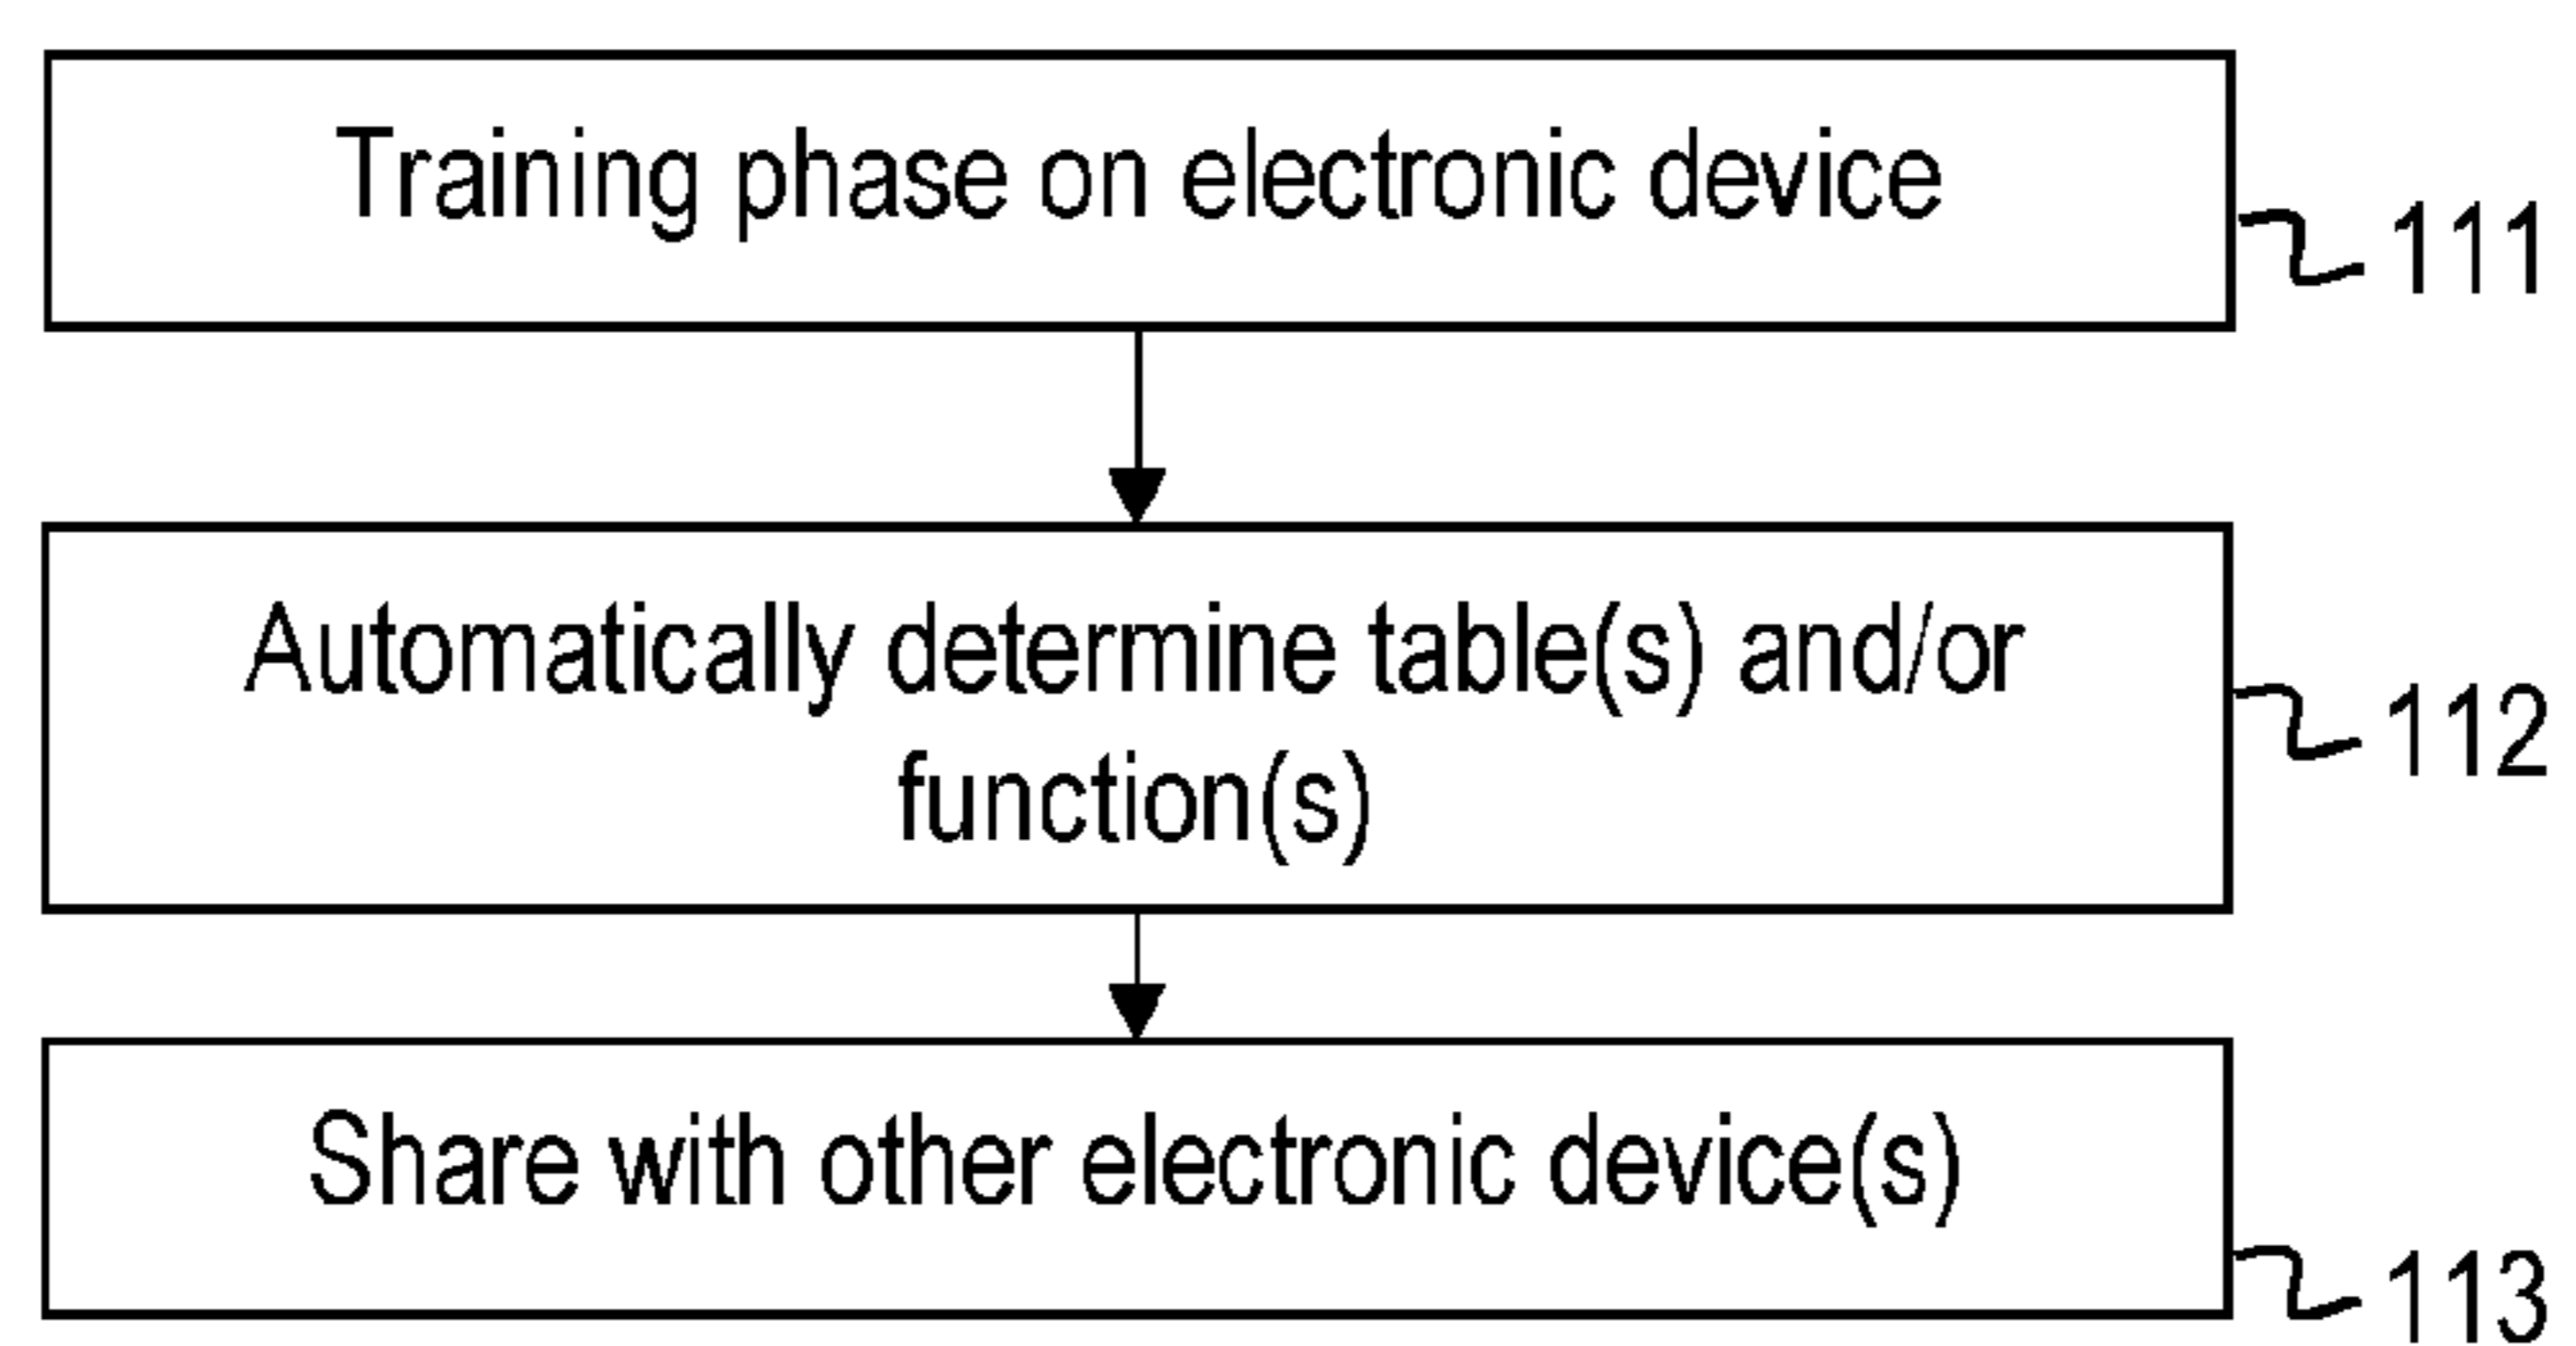 Training phase on electronic device
111
Automatically determine table(s) and/or
function(s)
112
Share with other electronic device(s)
113